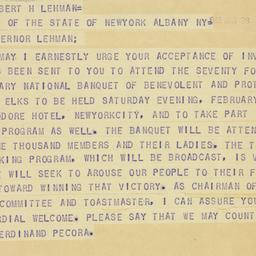 BERT H LEHMAN=
OF THE STATE OF NEWYORK ALBANY NY=
ERNOR LEHMAN;
MAY I EARNESTLY URGE YOUR ACCEPTANCE OF INV
S BEEN SENT TO YOU TO ATTEND THE SEVENTY FO
ARY NATIONAL BANQUET OF BENEVOLENT AND PROT
ELKS TO BE HELD SATURDAY EVENING, FEBRUARY
ODORE HOTEL, NEWYORKCITY, AND TO TAKE PART
PROGRAM AS WELL. THE BANQUET WILL BE ATTEN
NE THOUSAND MEMBERS AND THEIR LADIES. THE T
KING PROGRAM, WHICH WILL BE BROADCAST, IS V
T WILL SEEK TO AROUSE OUR PEOPLE TO THEIR F
TOWARD WINNING THAT VICTORY. AS CHAIRMAN OF
COMMITTEE AND TOASTMASTER, I CAN ASSURE YOU
RDIAL WELCOME. PLEASE SAY THAT WE MAY COUNT
FERDINAND PECORA.